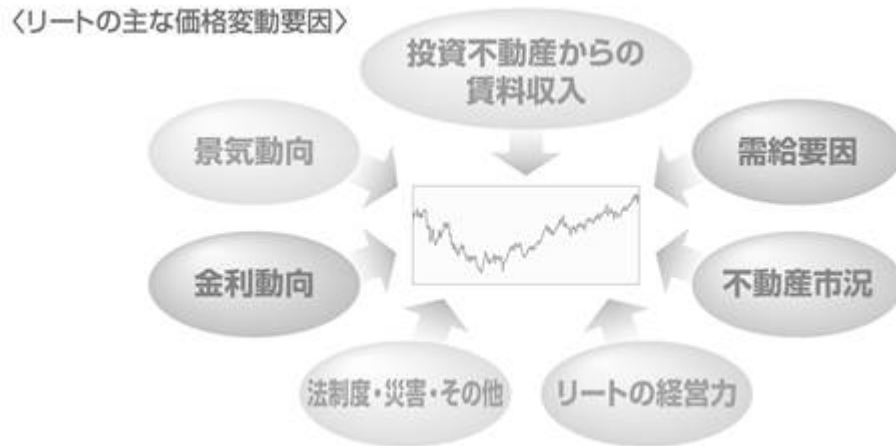 〈リートの主な価格変動要因〉
投資不動産からの
賃料収入
景気動向
需給要因
金利動向
不動産市況
法制度・災害・その他
リートの経営力